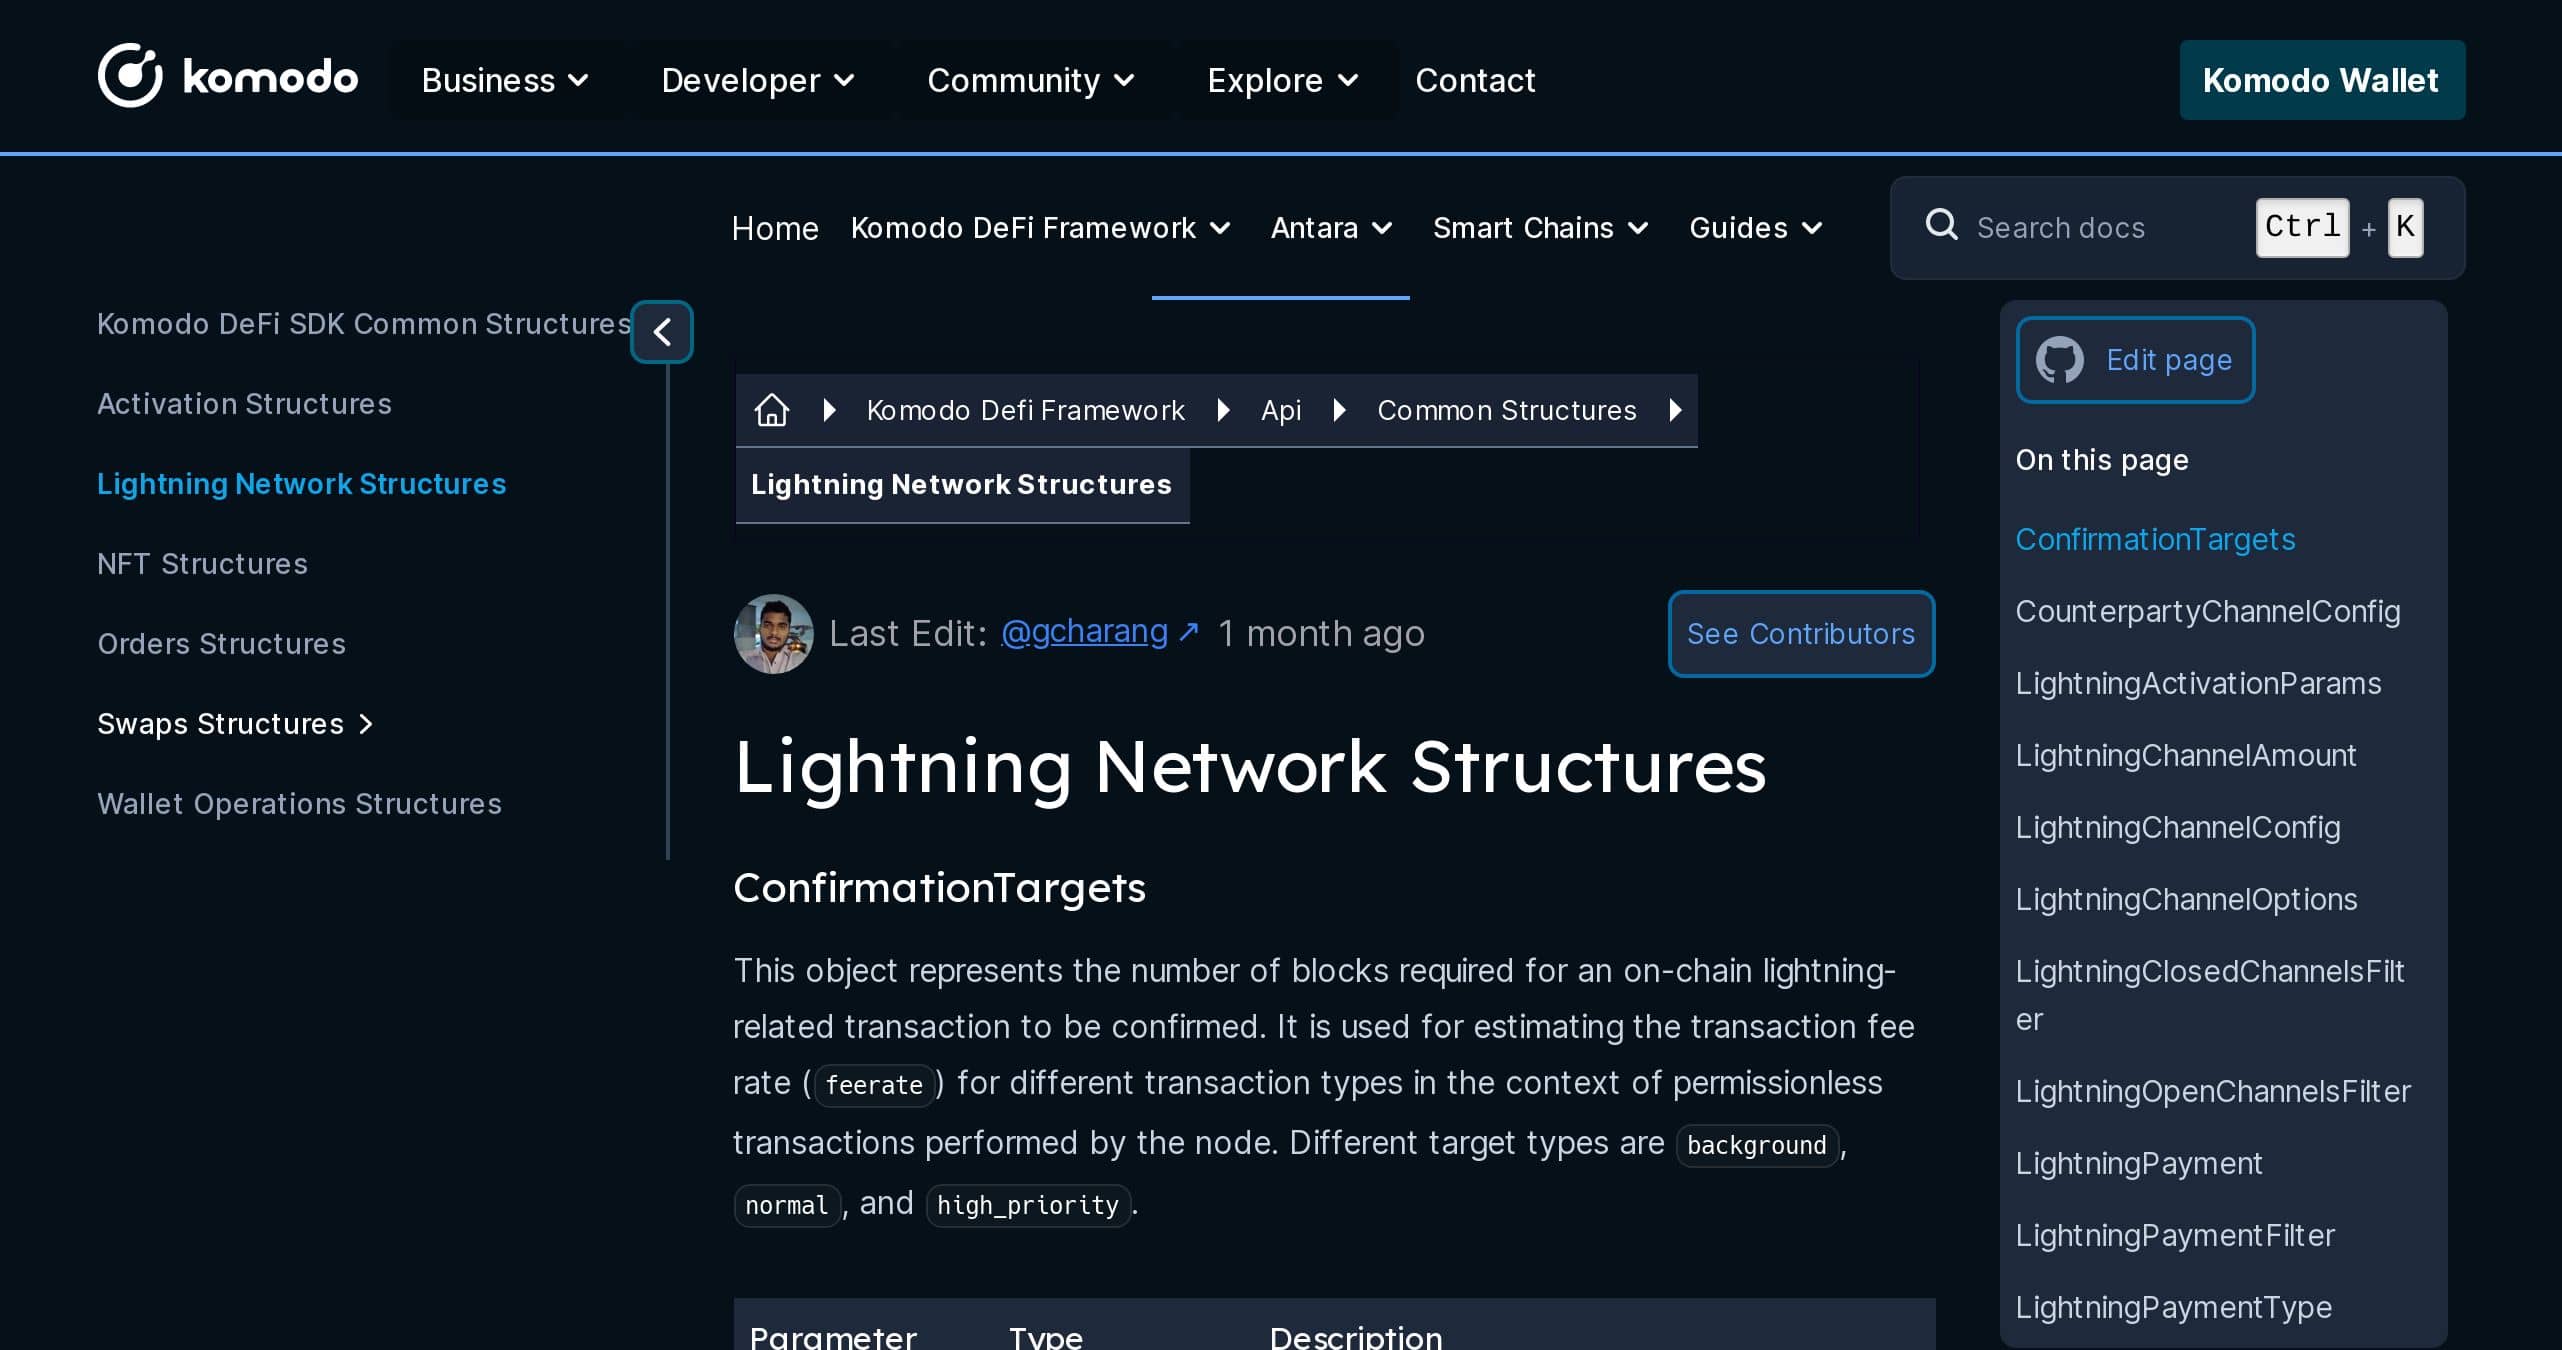 komodo
Business
Developer
Community
Explore
Contact
Komodo Wallet
Home
Komodo DeFi Framework
Antara
Smart Chains
Guides
Search docs
Ctrl + K
Komodo DeFi SDK Common Structures
Activation Structures
Lightning Network Structures
NFT Structures
Orders Structures
Swaps Structures
Wallet Operations Structures
Komodo Defi Framework
Api
Common Structures
Lightning Network Structures
Last Edit: @gcharang ↗ 1 month ago
See Contributors
Lightning Network Structures
ConfirmationTargets
This object represents the number of blocks required for an on-chain lightning-
related transaction to be confirmed. It is used for estimating the transaction fee
rate (feerate) for different transaction types in the context of permissionless
transactions performed by the node. Different target types are background,
normal, and high_priority.
Parameter Type Description
Edit page
On this page
ConfirmationTargets
CounterpartyChannelConfig
LightningActivationParams
LightningChannelAmount
LightningChannelConfig
LightningChannelOptions
LightningClosedChannelsFilt
er
LightningOpenChannelsFilter
LightningPayment
LightningPaymentFilter
LightningPaymentType